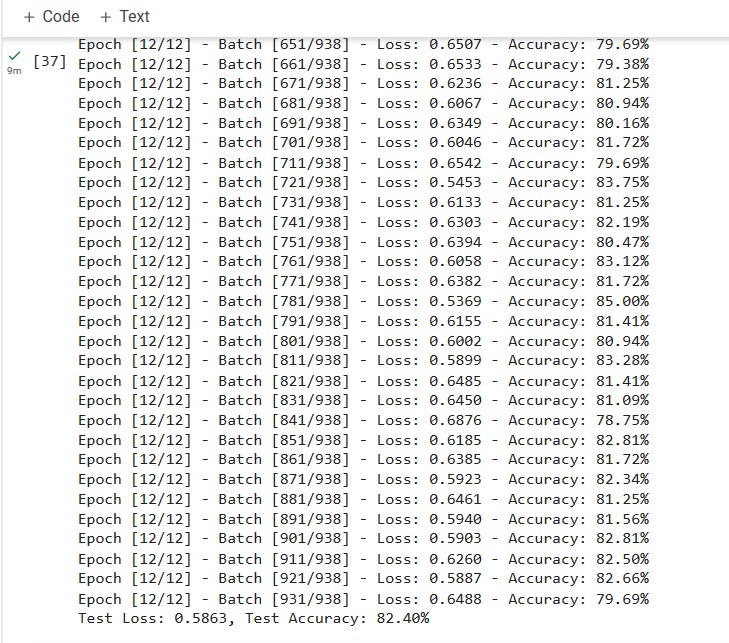 + Code + Text
Epoch [12/12] - Batch [651/938] - Loss: 0.6507 - Accuracy: 79.69%
[37] Epoch [12/12] - Batch [661/938] - Loss: 0.6533 - Accuracy: 79.38%
9m Epoch [12/12] - Batch [671/938] - Loss: 0.6236 - Accuracy: 81.25%
Epoch [12/12] - Batch [681/938] - Loss: 0.6067 - Accuracy: 80.94%
Epoch [12/12] - Batch [691/938] - Loss: 0.6349 - Accuracy: 80.16%
Epoch [12/12] - Batch [701/938] - Loss: 0.6046 - Accuracy: 81.72%
Epoch [12/12] - Batch [711/938] - Loss: 0.6542 - Accuracy: 79.69%
Epoch [12/12] - Batch [721/938] - Loss: 0.5453 - Accuracy: 83.75%
Epoch [12/12] - Batch [731/938] - Loss: 0.6133 - Accuracy: 81.25%
Epoch [12/12] - Batch [741/938] - Loss: 0.6303 - Accuracy: 82.19%
Epoch [12/12] - Batch [751/938] - Loss: 0.6394 - Accuracy: 80.47%
Epoch [12/12] - Batch [761/938] - Loss: 0.6058 - Accuracy: 83.12%
Epoch [12/12] - Batch [771/938] - Loss: 0.6382 - Accuracy: 81.72%
Epoch [12/12] - Batch [781/938] - Loss: 0.5369 - Accuracy: 85.00%
Epoch [12/12] - Batch [791/938] - Loss: 0.6155 - Accuracy: 81.41%
Epoch [12/12] - Batch [801/938] - Loss: 0.6002 - Accuracy: 80.94%
Epoch [12/12] - Batch [811/938] - Loss: 0.5899 - Accuracy: 83.28%
Epoch [12/12] - Batch [821/938] - Loss: 0.6485 - Accuracy: 81.41%
Epoch [12/12] - Batch [831/938] - Loss: 0.6450 - Accuracy: 81.09%
Epoch [12/12] - Batch [841/938] - Loss: 0.6876 - Accuracy: 78.75%
Epoch [12/12] - Batch [851/938] - Loss: 0.6185 - Accuracy: 82.81%
Epoch [12/12] - Batch [861/938] - Loss: 0.6385 - Accuracy: 81.72%
Epoch [12/12] - Batch [871/938] - Loss: 0.5923 - Accuracy: 82.34%
Epoch [12/12] - Batch [881/938] - Loss: 0.6461 - Accuracy: 81.25%
Epoch [12/12] - Batch [891/938] - Loss: 0.5940 - Accuracy: 81.56%
Epoch [12/12] - Batch [901/938] - Loss: 0.5903 - Accuracy: 82.81%
Epoch [12/12] - Batch [911/938] - Loss: 0.6260 - Accuracy: 82.50%
Epoch [12/12] - Batch [921/938] - Loss: 0.5887 - Accuracy: 82.66%
Epoch [12/12] - Batch [931/938] - Loss: 0.6488 - Accuracy: 79.69%
Test Loss: 0.5863, Test Accuracy: 82.40%